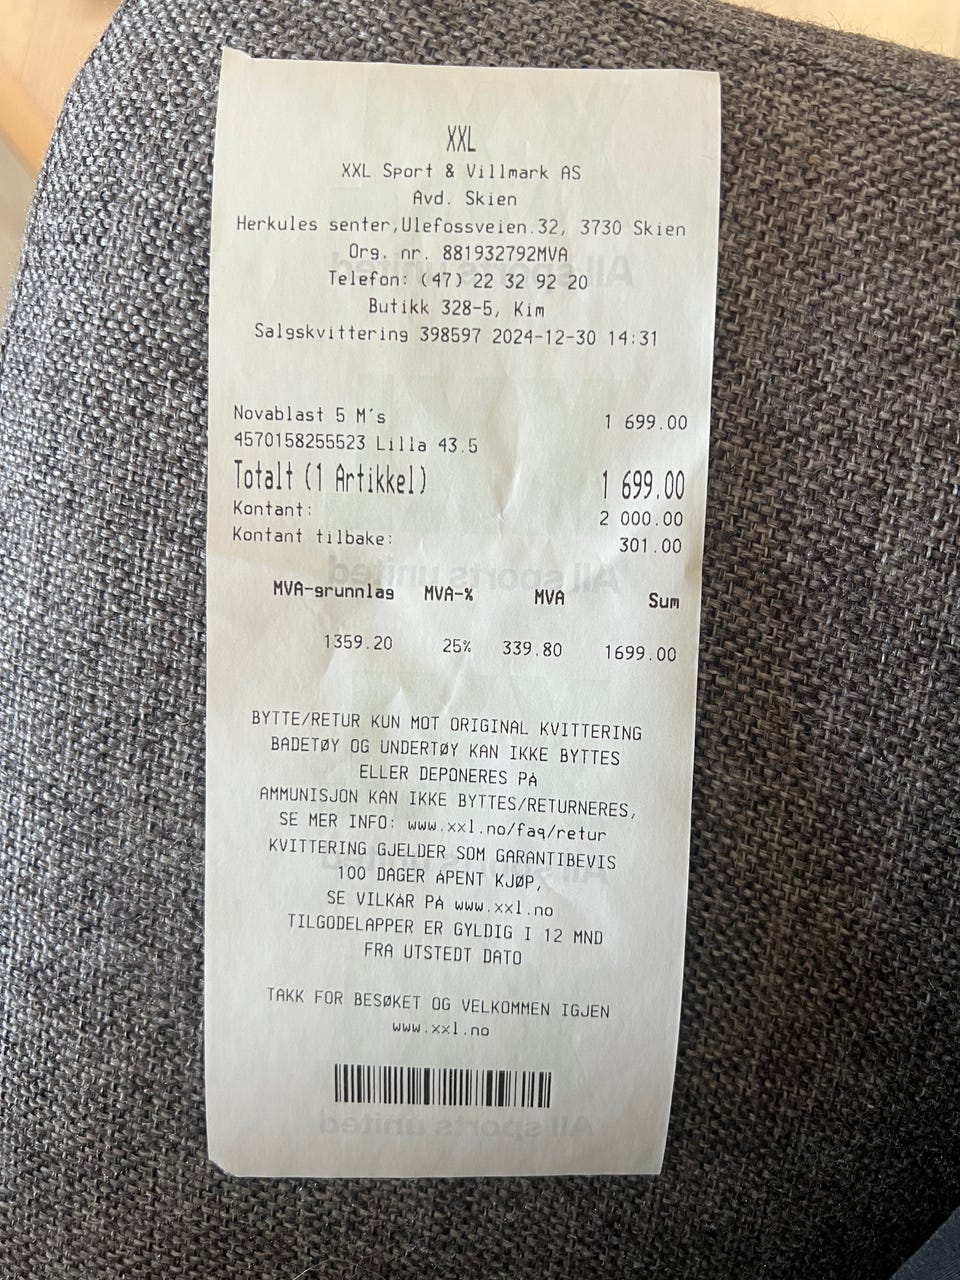 XXL
XXL Sport & Villmark AS
Avd. Skien
Herkules senter,Ulefossveien.32, 3730 Skien
Org. nr. 881932792MVA
Telefon: (47) 22 32 92 20
Butikk 328-5, Kim
Salgskvittering 398597 2024-12-30 14:31
Novablast 5 M's 1 699.00
4570158255523 Lilla 43.5
Totalt (1 Artikkel) 1 699.00
Kontant: 2 000.00
Kontant tilbake: 301.00
MVA-grunnlag MVA-% MVA Sum
1359.20 25% 339.80 1699.00
BYTTE/RETUR KUN MOT ORIGINAL KVITTERING
BADETØY OG UNDERTØY KAN IKKE BYTTES
ELLER DEPONERES PÅ
AMMUNISJON KAN IKKE BYTTES/RETURNERES,
SE MER INFO: www.xxl.no/faq/retur
KVITTERING GJELDER SOM GARANTIBEVIS
100 DAGER ÅPENT KJØP,
SE VILKÅR PÅ www.xxl.no
TILGODELAPPER ER GYLDIG I 12 MND
FRA UTSTEDT DATO
TAKK FOR BESØKET OG VELKOMMEN IGJEN
www.xxl.no
All sports united